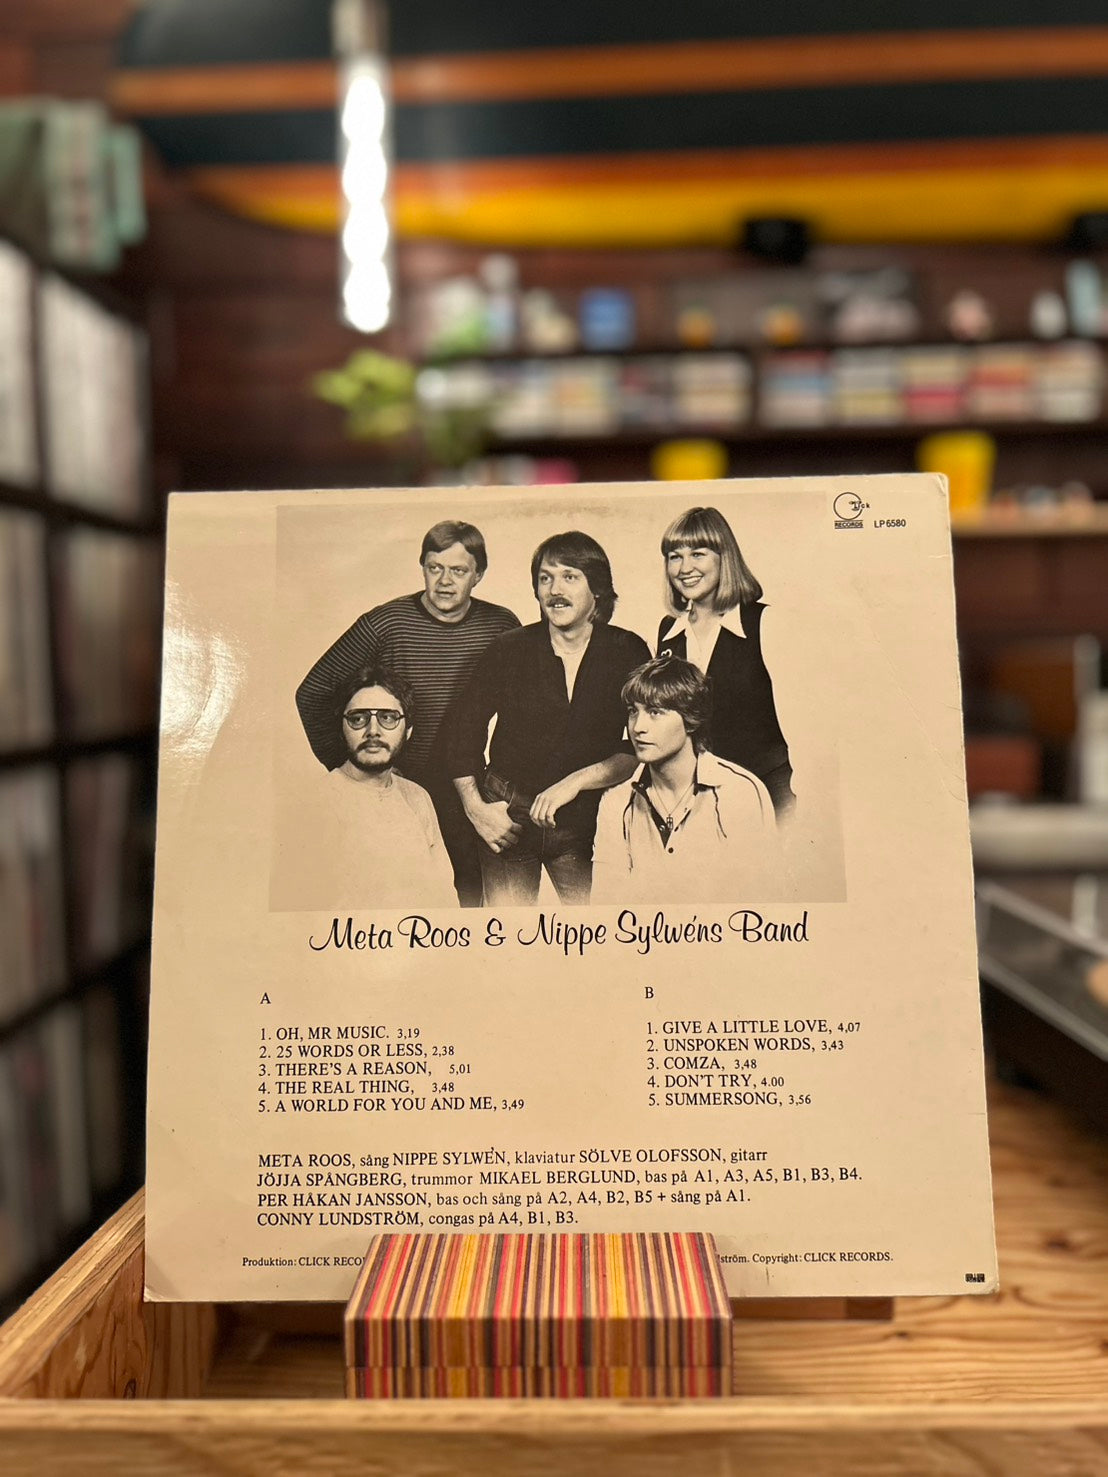 Click
RECORDS LP 6580
Meta Roos & Nippe Sylwéns Band
A
1. OH, MR MUSIC. 3,19
2. 25 WORDS OR LESS, 2,38
3. THERE'S A REASON, 5,01
4. THE REAL THING, 3,48
5. A WORLD FOR YOU AND ME, 3,49
B
1. GIVE A LITTLE LOVE, 4,07
2. UNSPOKEN WORDS, 3,43
3. COMZA, 3,48
4. DON'T TRY, 4.00
5. SUMMERSONG, 3,56
META ROOS, sång NIPPE SYLWÉN, klaviatur SÖLVE OLOFSSON, gitarr
JÖJJA SPÅNGBERG, trummor MIKAEL BERGLUND, bas på A1, A3, A5, B1, B3, B4.
PER HÅKAN JANSSON, bas och sång på A2, A4, B2, B5 + sång på A1.
CONNY LUNDSTRÖM, congas på A4, B1, B3.
Produktion: CLICK RECO ström. Copyright: CLICK RECORDS.